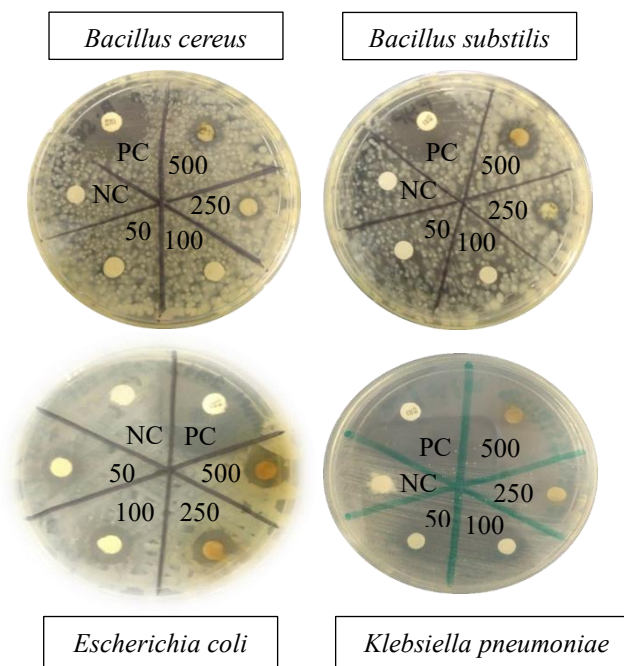 Bacillus cereus
Bacillus substilis
PC
500
NC
250
50
100
PC
500
NC
250
50
100
NC
PC
50
500
100
250
PC
500
NC
250
50
100
Escherichia coli
Klebsiella pneumoniae